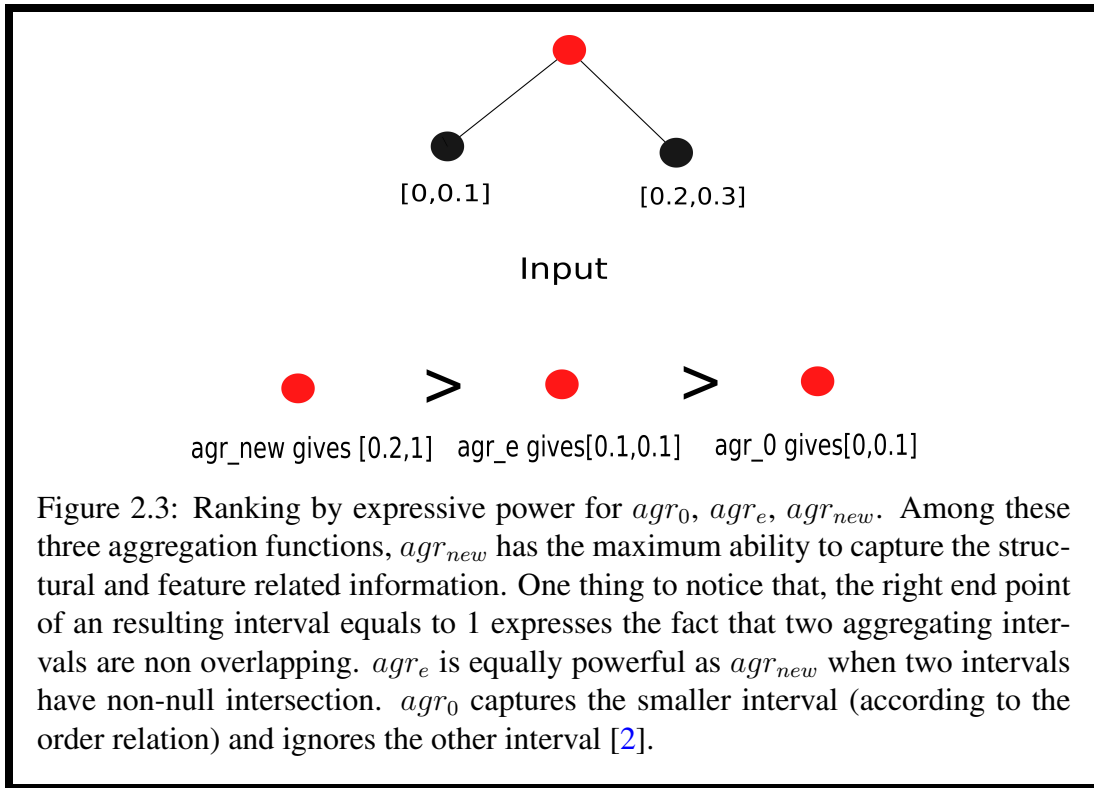 [0,0.1] [0.2,0.3]
Input
> >
agr_new gives [0.2,1] agr_e gives[0.1,0.1] agr_0 gives[0,0.1]
Figure 2.3: Ranking by expressive power for agr0, agre, agrnew. Among these
three aggregation functions, agrnew has the maximum ability to capture the struc-
tural and feature related information. One thing to notice that, the right end point
of an resulting interval equals to 1 expresses the fact that two aggregating inter-
vals are non overlapping. agre is equally powerful as agrnew when two intervals
have non-null intersection. agr0 captures the smaller interval (according to the
order relation) and ignores the other interval [2].